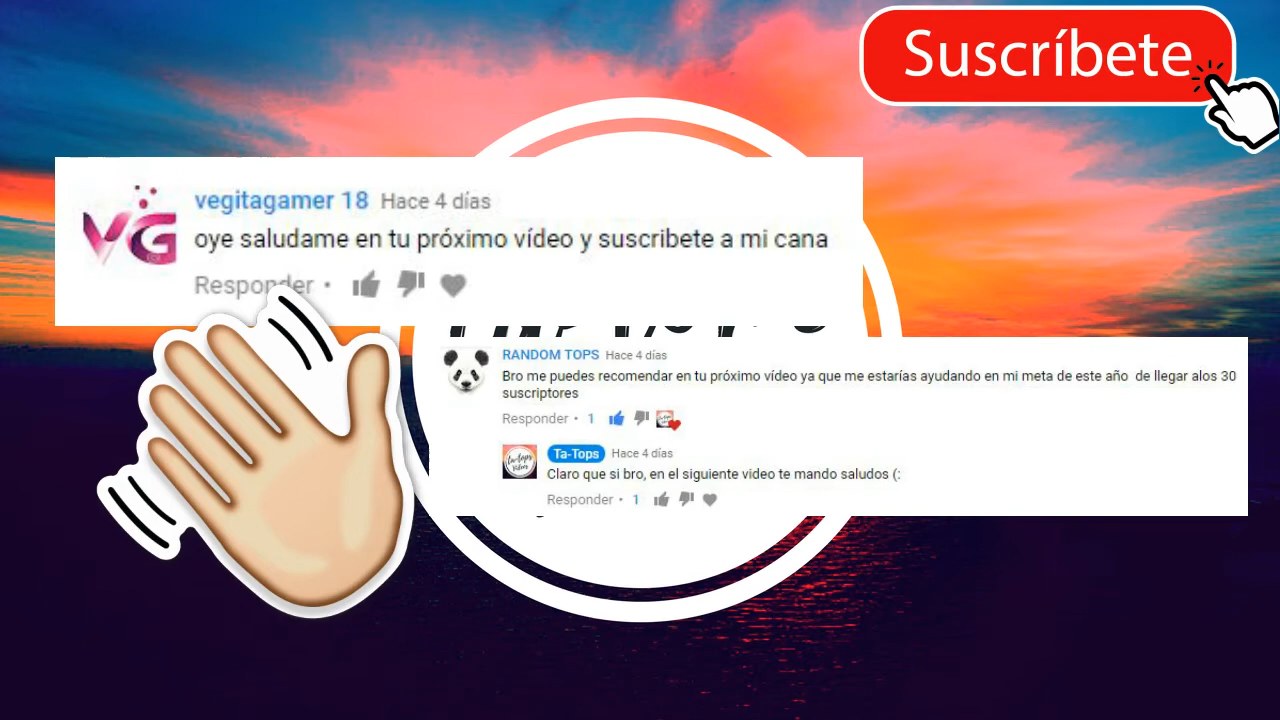 Suscríbete
vegitagamer 18 Hace 4 días
oye saludame en tu próximo vídeo y suscribete a mi cana
Responder •
RANDOM TOPS Hace 4 días
Bro me puedes recomendar en tu próximo vídeo ya que me estarías ayudando en mi meta de este año de llegar alos 30
suscriptores
Responder • 1
Ta-Tops Hace 4 días
Claro que si bro, en el siguiente video te mando saludos (:
Responder • 1
VG